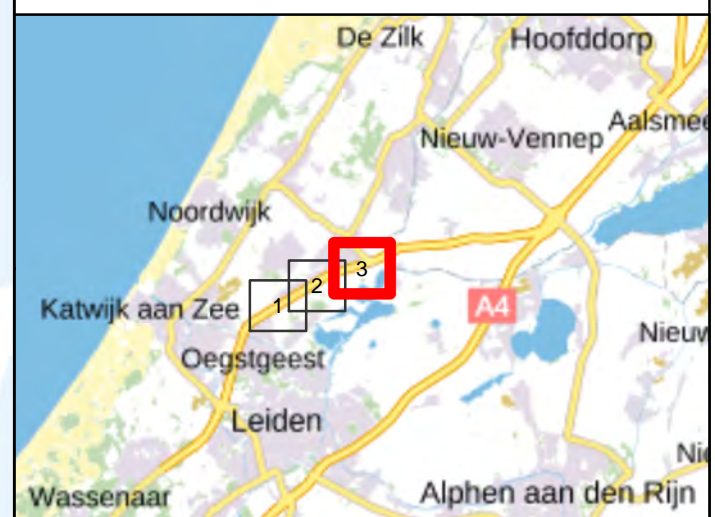 De Zilk
Hoofddorp
Aalsmee
Nieuw-Vennep
Noordwijk
3
2
1
Katwijk aan Zee
A4
Nieuw
Oegstgeest
Leiden
Nie
Wassenaar
Alphen aan den Rijn